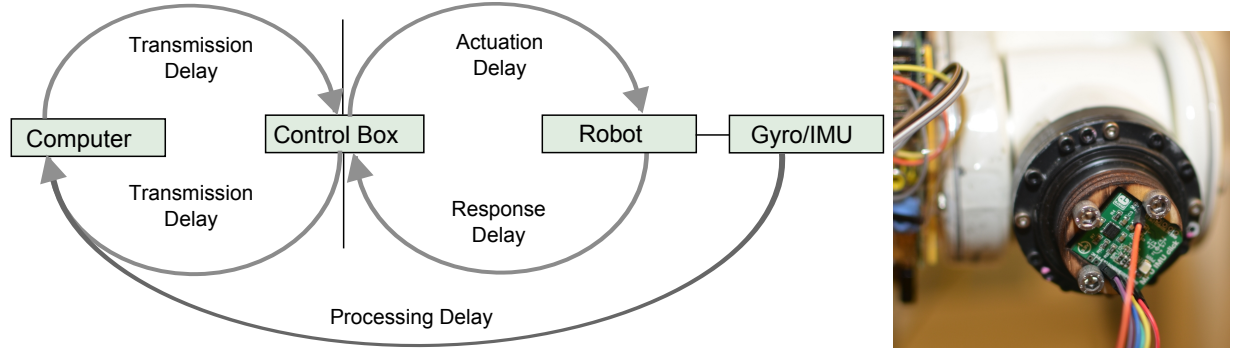 Transmission
Delay
Actuation
Delay
Computer
Control Box
Robot
Gyro/IMU
Transmission
Delay
Response
Delay
Processing Delay